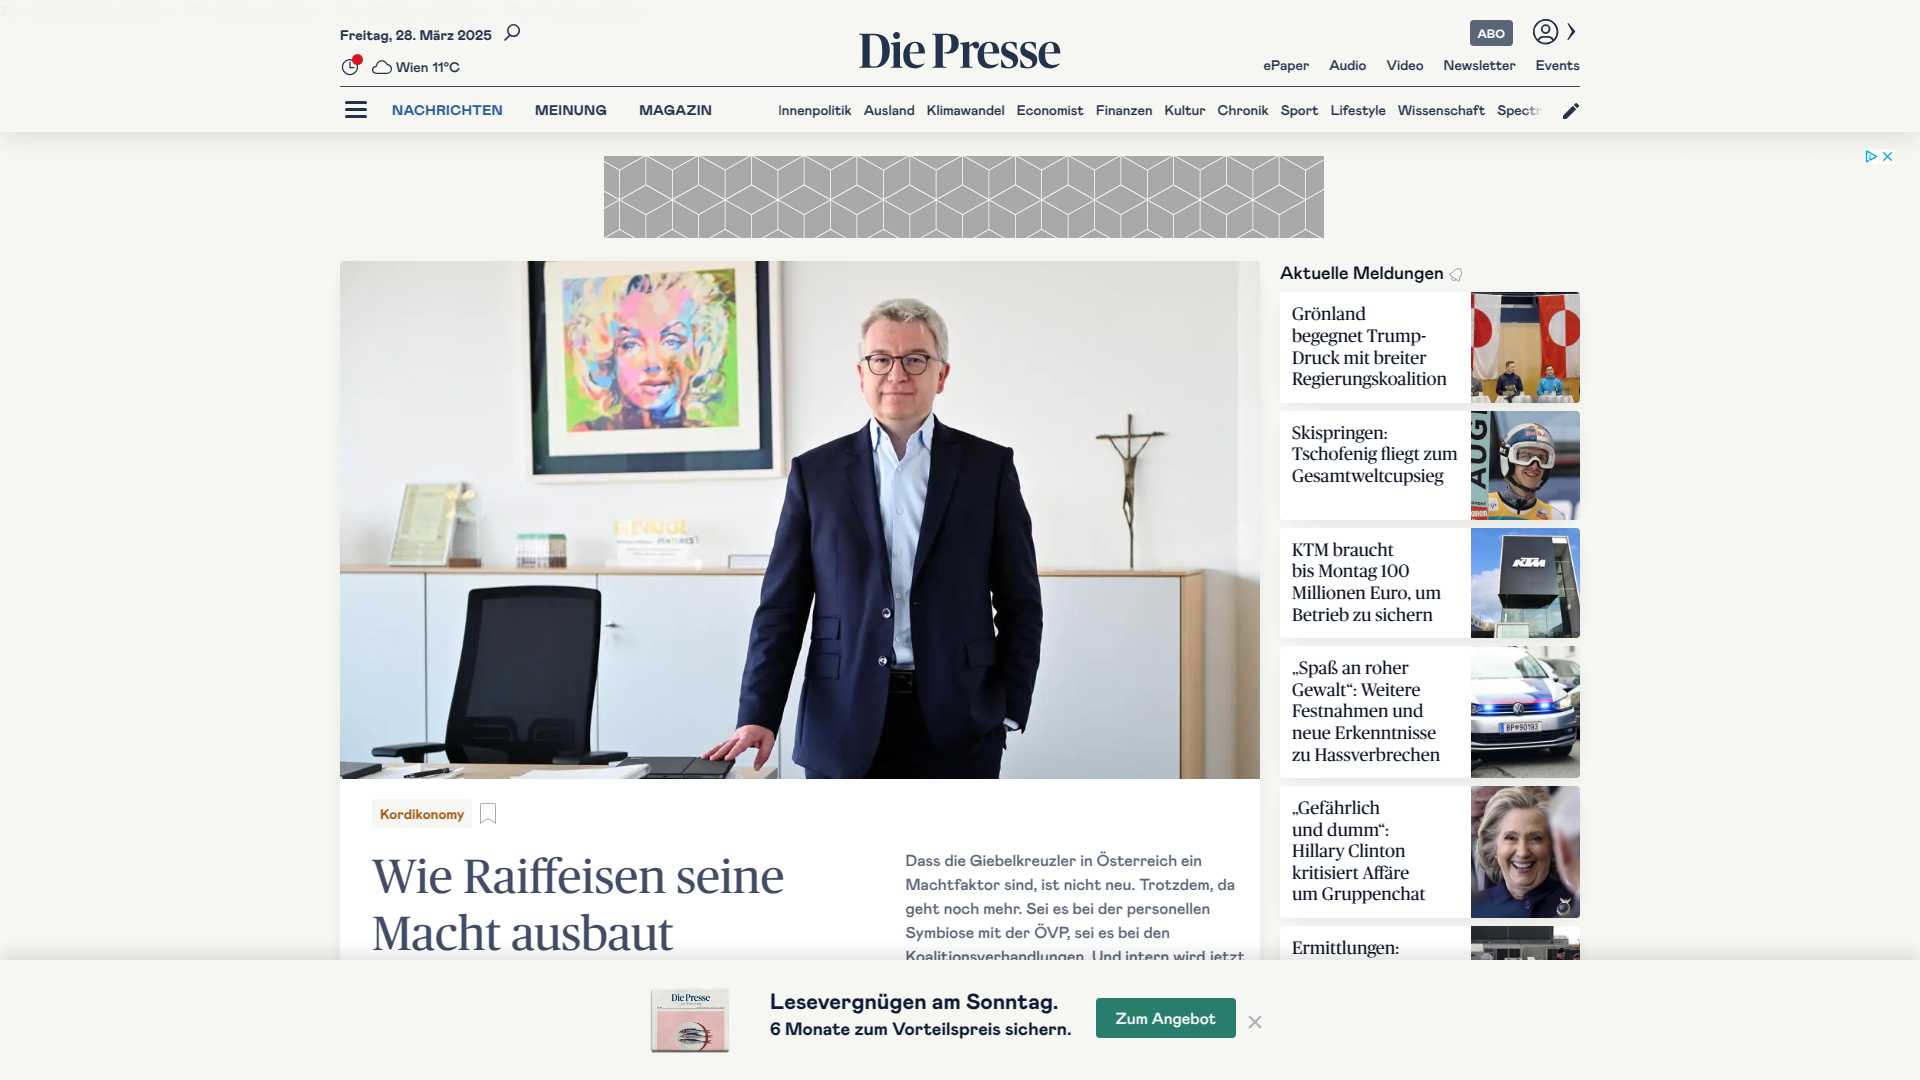 Freitag, 28. März 2025
Wien 11°C
Die Presse
ABO
ePaper Audio Video Newsletter Events
NACHRICHTEN MEINUNG MAGAZIN
Innenpolitik Ausland Klimawandel Economist Finanzen Kultur Chronik Sport Lifestyle Wissenschaft Spectr
Aktuelle Meldungen
Grönland
begegnet Trump-
Druck mit breiter
Regierungskoalition
Skispringen:
Tschofenig fliegt zum
Gesamtweltcupsieg
KTM braucht
bis Montag 100
Millionen Euro, um
Betrieb zu sichern
KTM
„Spaß an roher
Gewalt“: Weitere
Festnahmen und
neue Erkenntnisse
zu Hassverbrechen
BP 90193
„Gefährlich
und dumm“:
Hillary Clinton
kritisiert Affäre
um Gruppenchat
Ermittlungen:
Kordikonomy
Wie Raiffeisen seine
Macht ausbaut
Dass die Giebelkreuzler in Österreich ein
Machtfaktor sind, ist nicht neu. Trotzdem, da
geht noch mehr. Sei es bei der personellen
Symbiose mit der ÖVP, sei es bei den
Koalitionsverhandlungen. Und intern wird jetzt
Die Presse
Lesevergnügen am Sonntag.
6 Monate zum Vorteilspreis sichern.
Zum Angebot